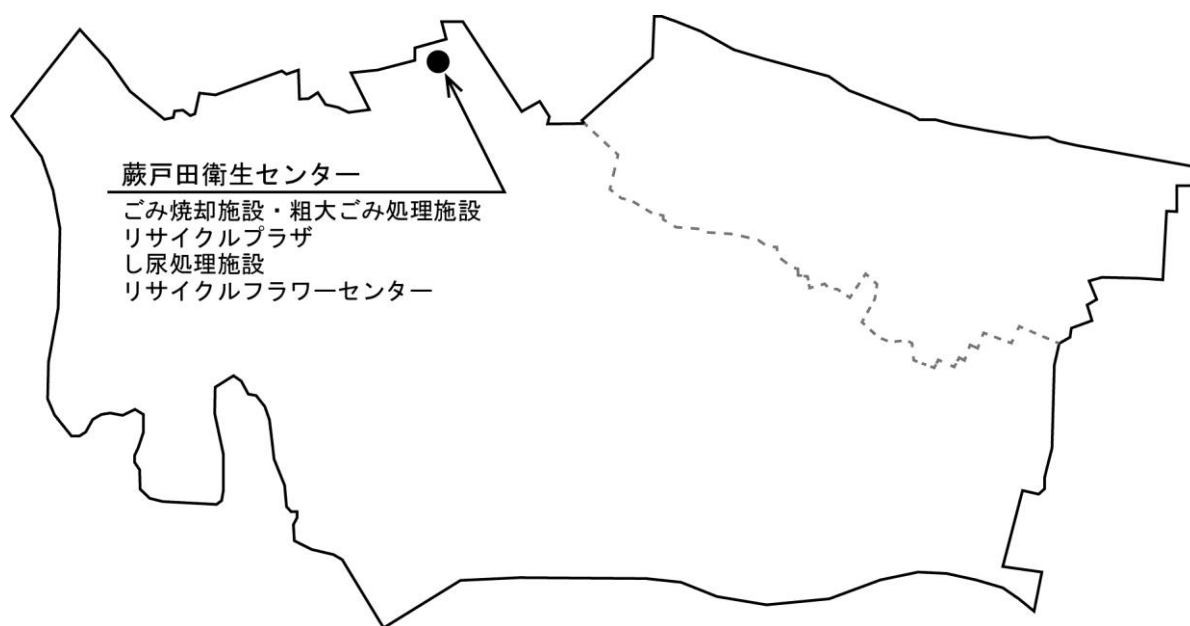 蕨戸田衛生センター
ごみ焼却施設・粗大ごみ処理施設
リサイクルプラザ
し尿処理施設
リサイクルフラワーセンター